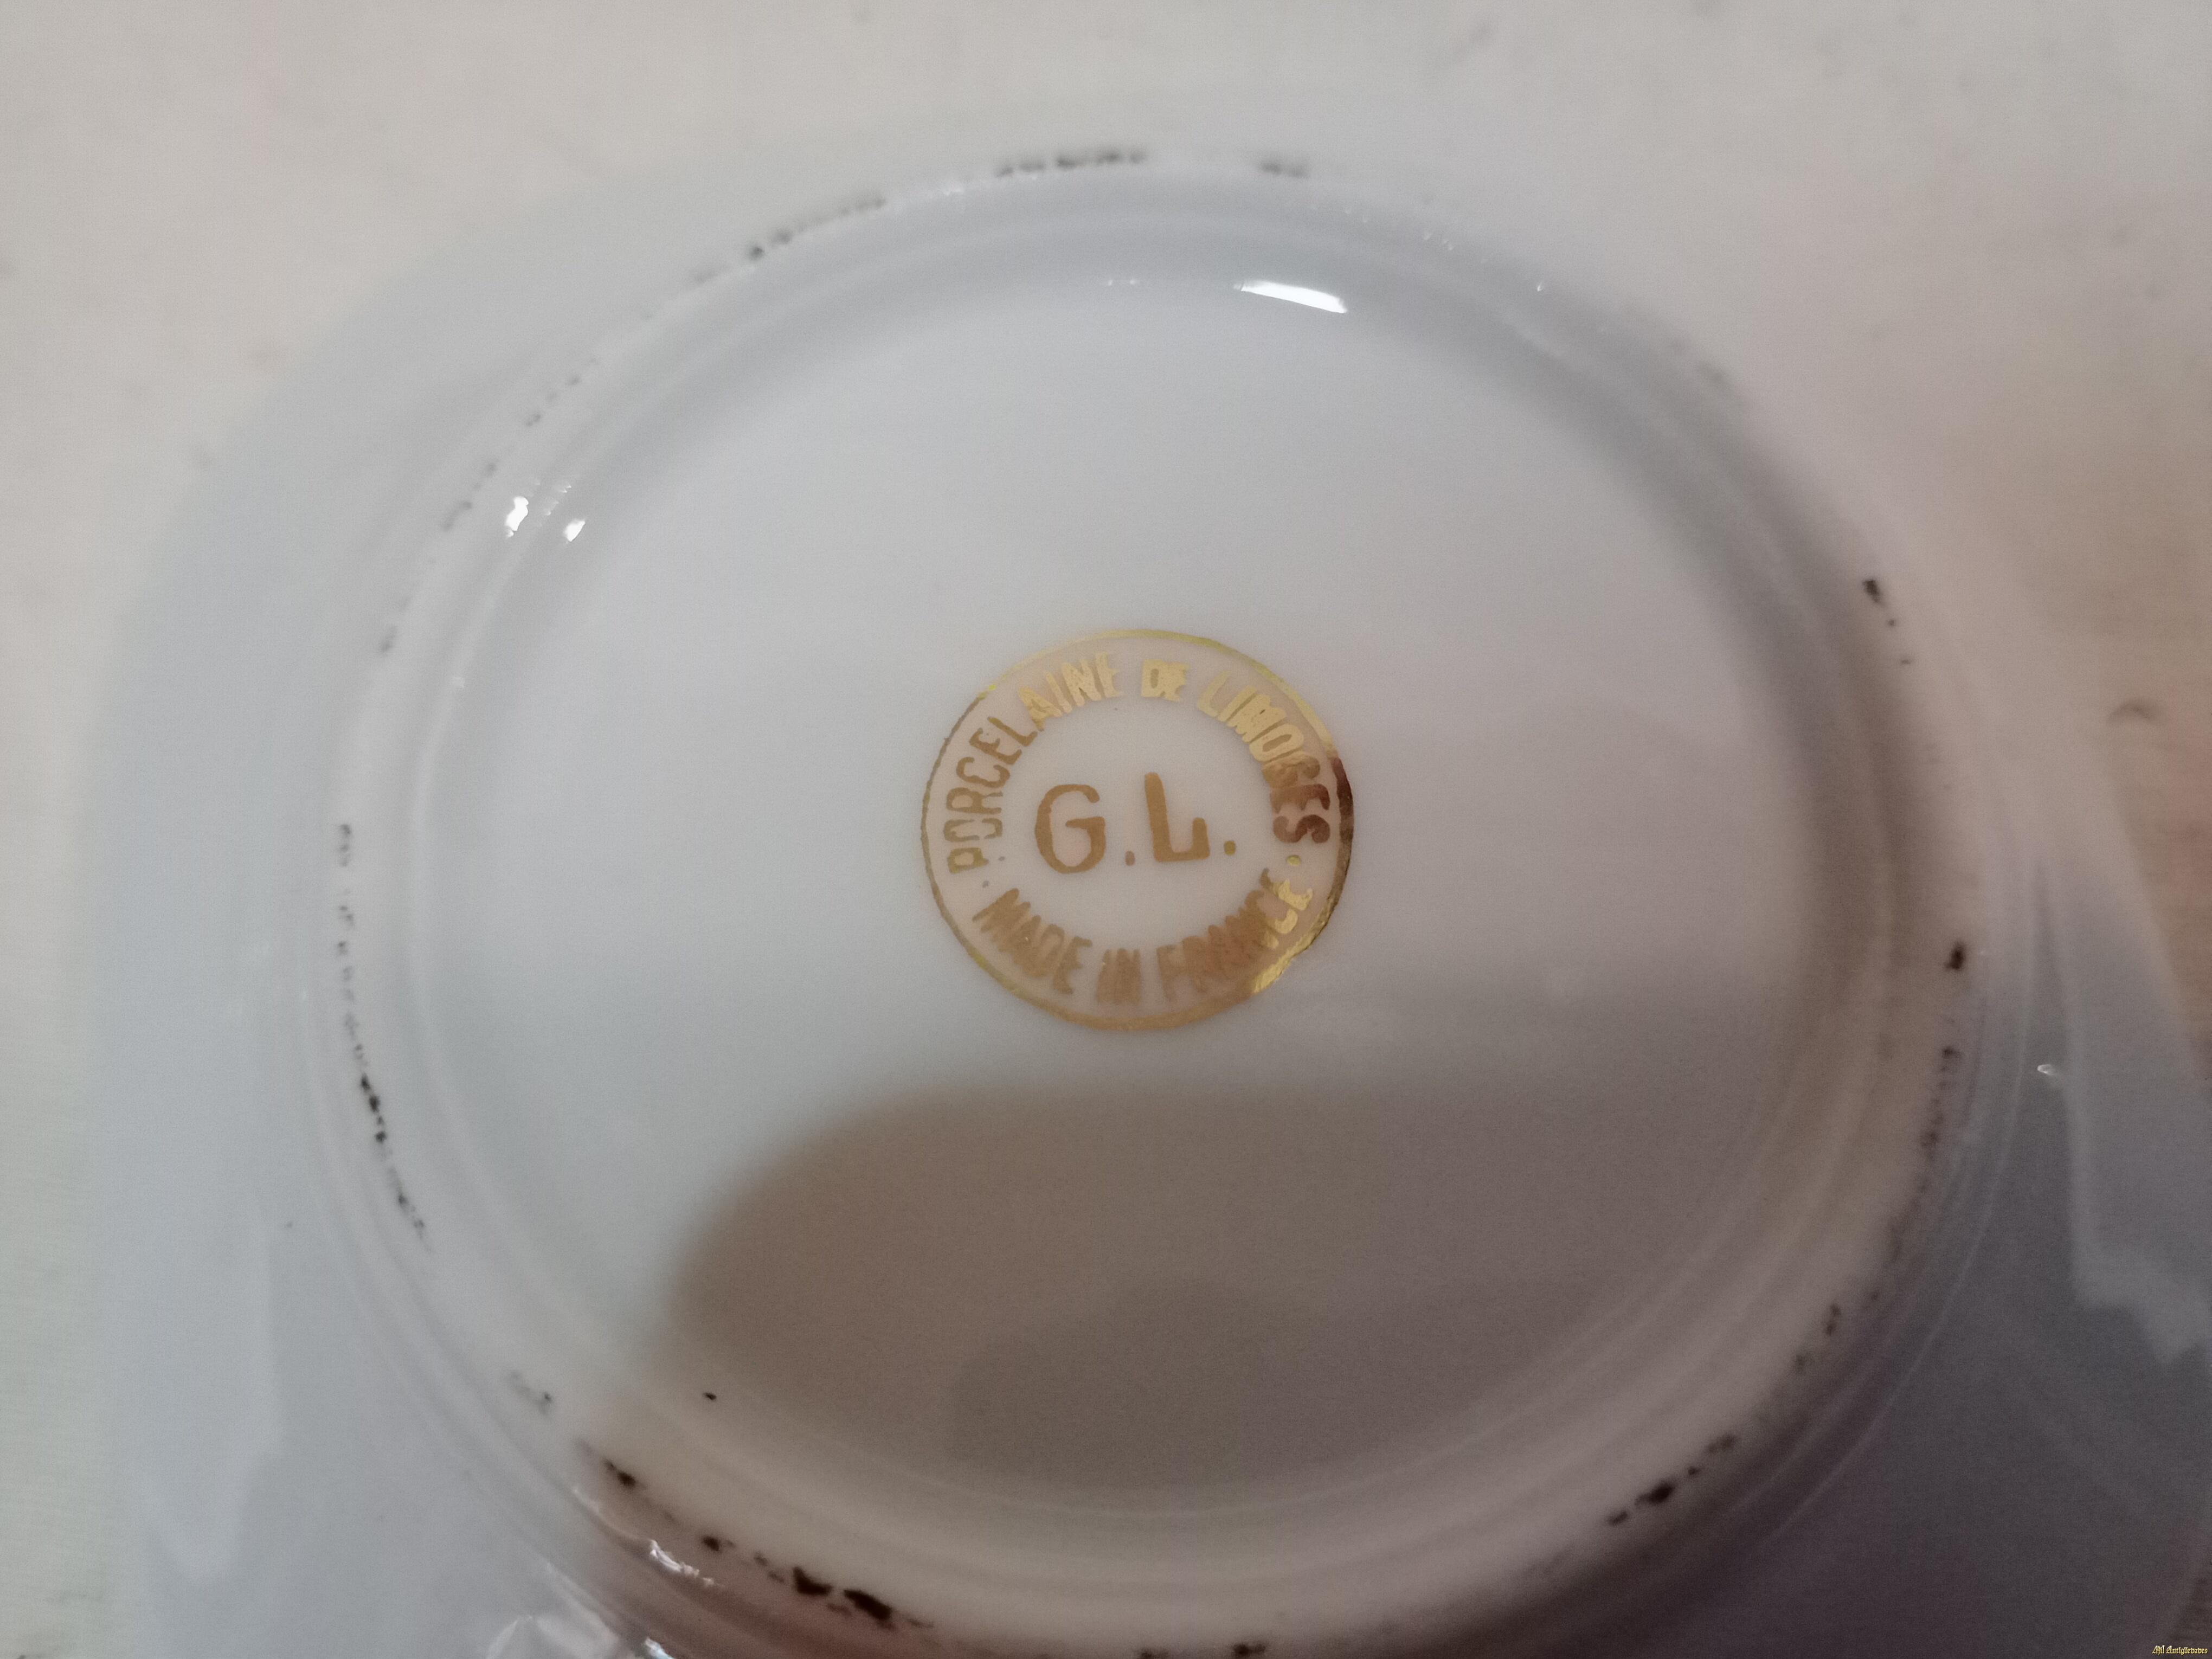 PORCELAINE DE LIMOGES
G.L.
· MADE IN FRANCE ·